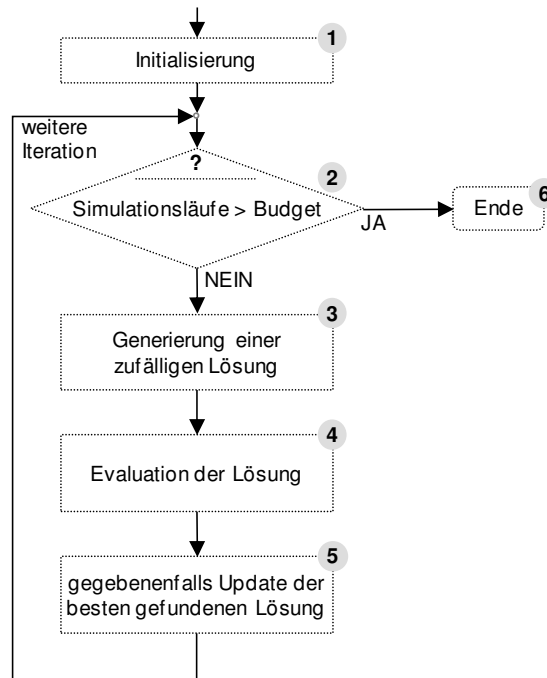 1
Initialisierung
weitere
Iteration
?
2
Simulationsläufe > Budget
JA
6
Ende
NEIN
3
Generierung einer
zufälligen Lösung
4
Evaluation der Lösung
5
gegebenenfalls Update der
besten gefundenen Lösung